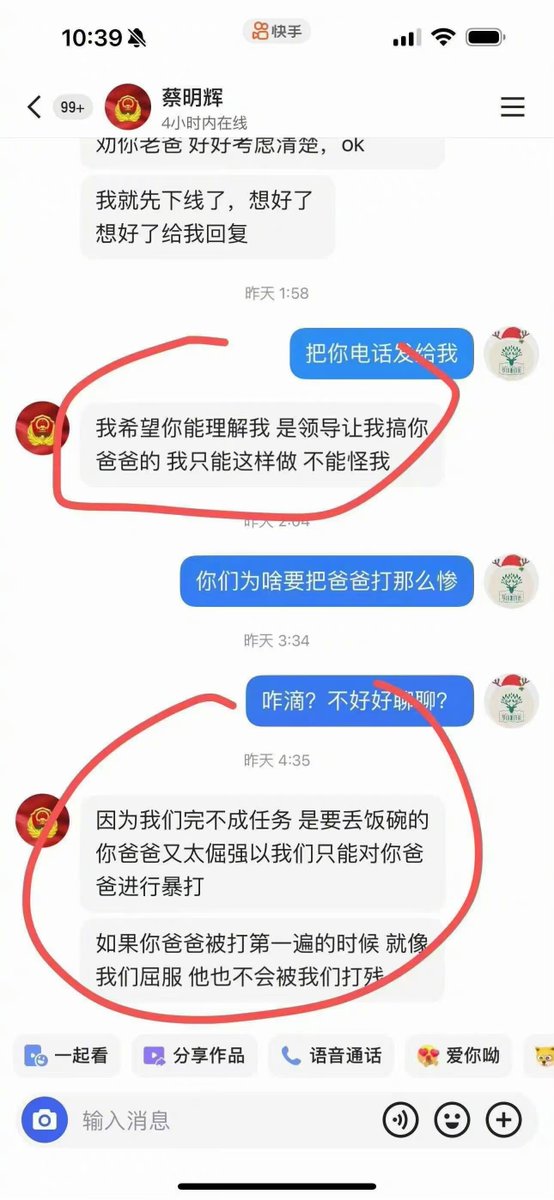 10:39
快手
99+
蔡明辉
4小时内在线
劝你老爸 好好考虑清楚，ok
我就先下线了，想好了
想好了给我回复
昨天 1:58
把你电话发给我
我希望你能理解我 是领导让我搞你
爸爸的 我只能这样做 不能怪我
昨天 2:04
你们为啥要把爸爸打那么惨
昨天 3:34
咋滴？不好好聊聊？
昨天 4:35
因为我们完不成任务 是要丢饭碗的
你爸爸又太倔强以我们只能对你爸
爸进行暴打
如果你爸爸被打第一遍的时候 就像
我们屈服 他也不会被我们打残
一起看
分享作品
语音通话
爱你呦
输入消息